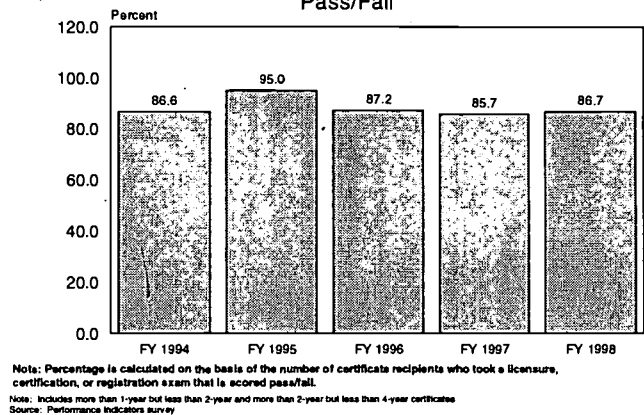 Pass/Fail
Percent
120.0
100.0
80.0
60.0
40.0
20.0
0.0
86.6
95.0
87.2
85.7
86.7
FY 1994
FY 1995
FY 1996
FY 1997
FY 1998
Note: Percentage is calculated on the basis of the number of certificate recipients who took a licensure,
certification, or registration exam that is scored pass/fail.
Note: Includes more than 1-year but less than 2-year and more than 2-year but less than 4-year certificates
Source: Performance indicators survey